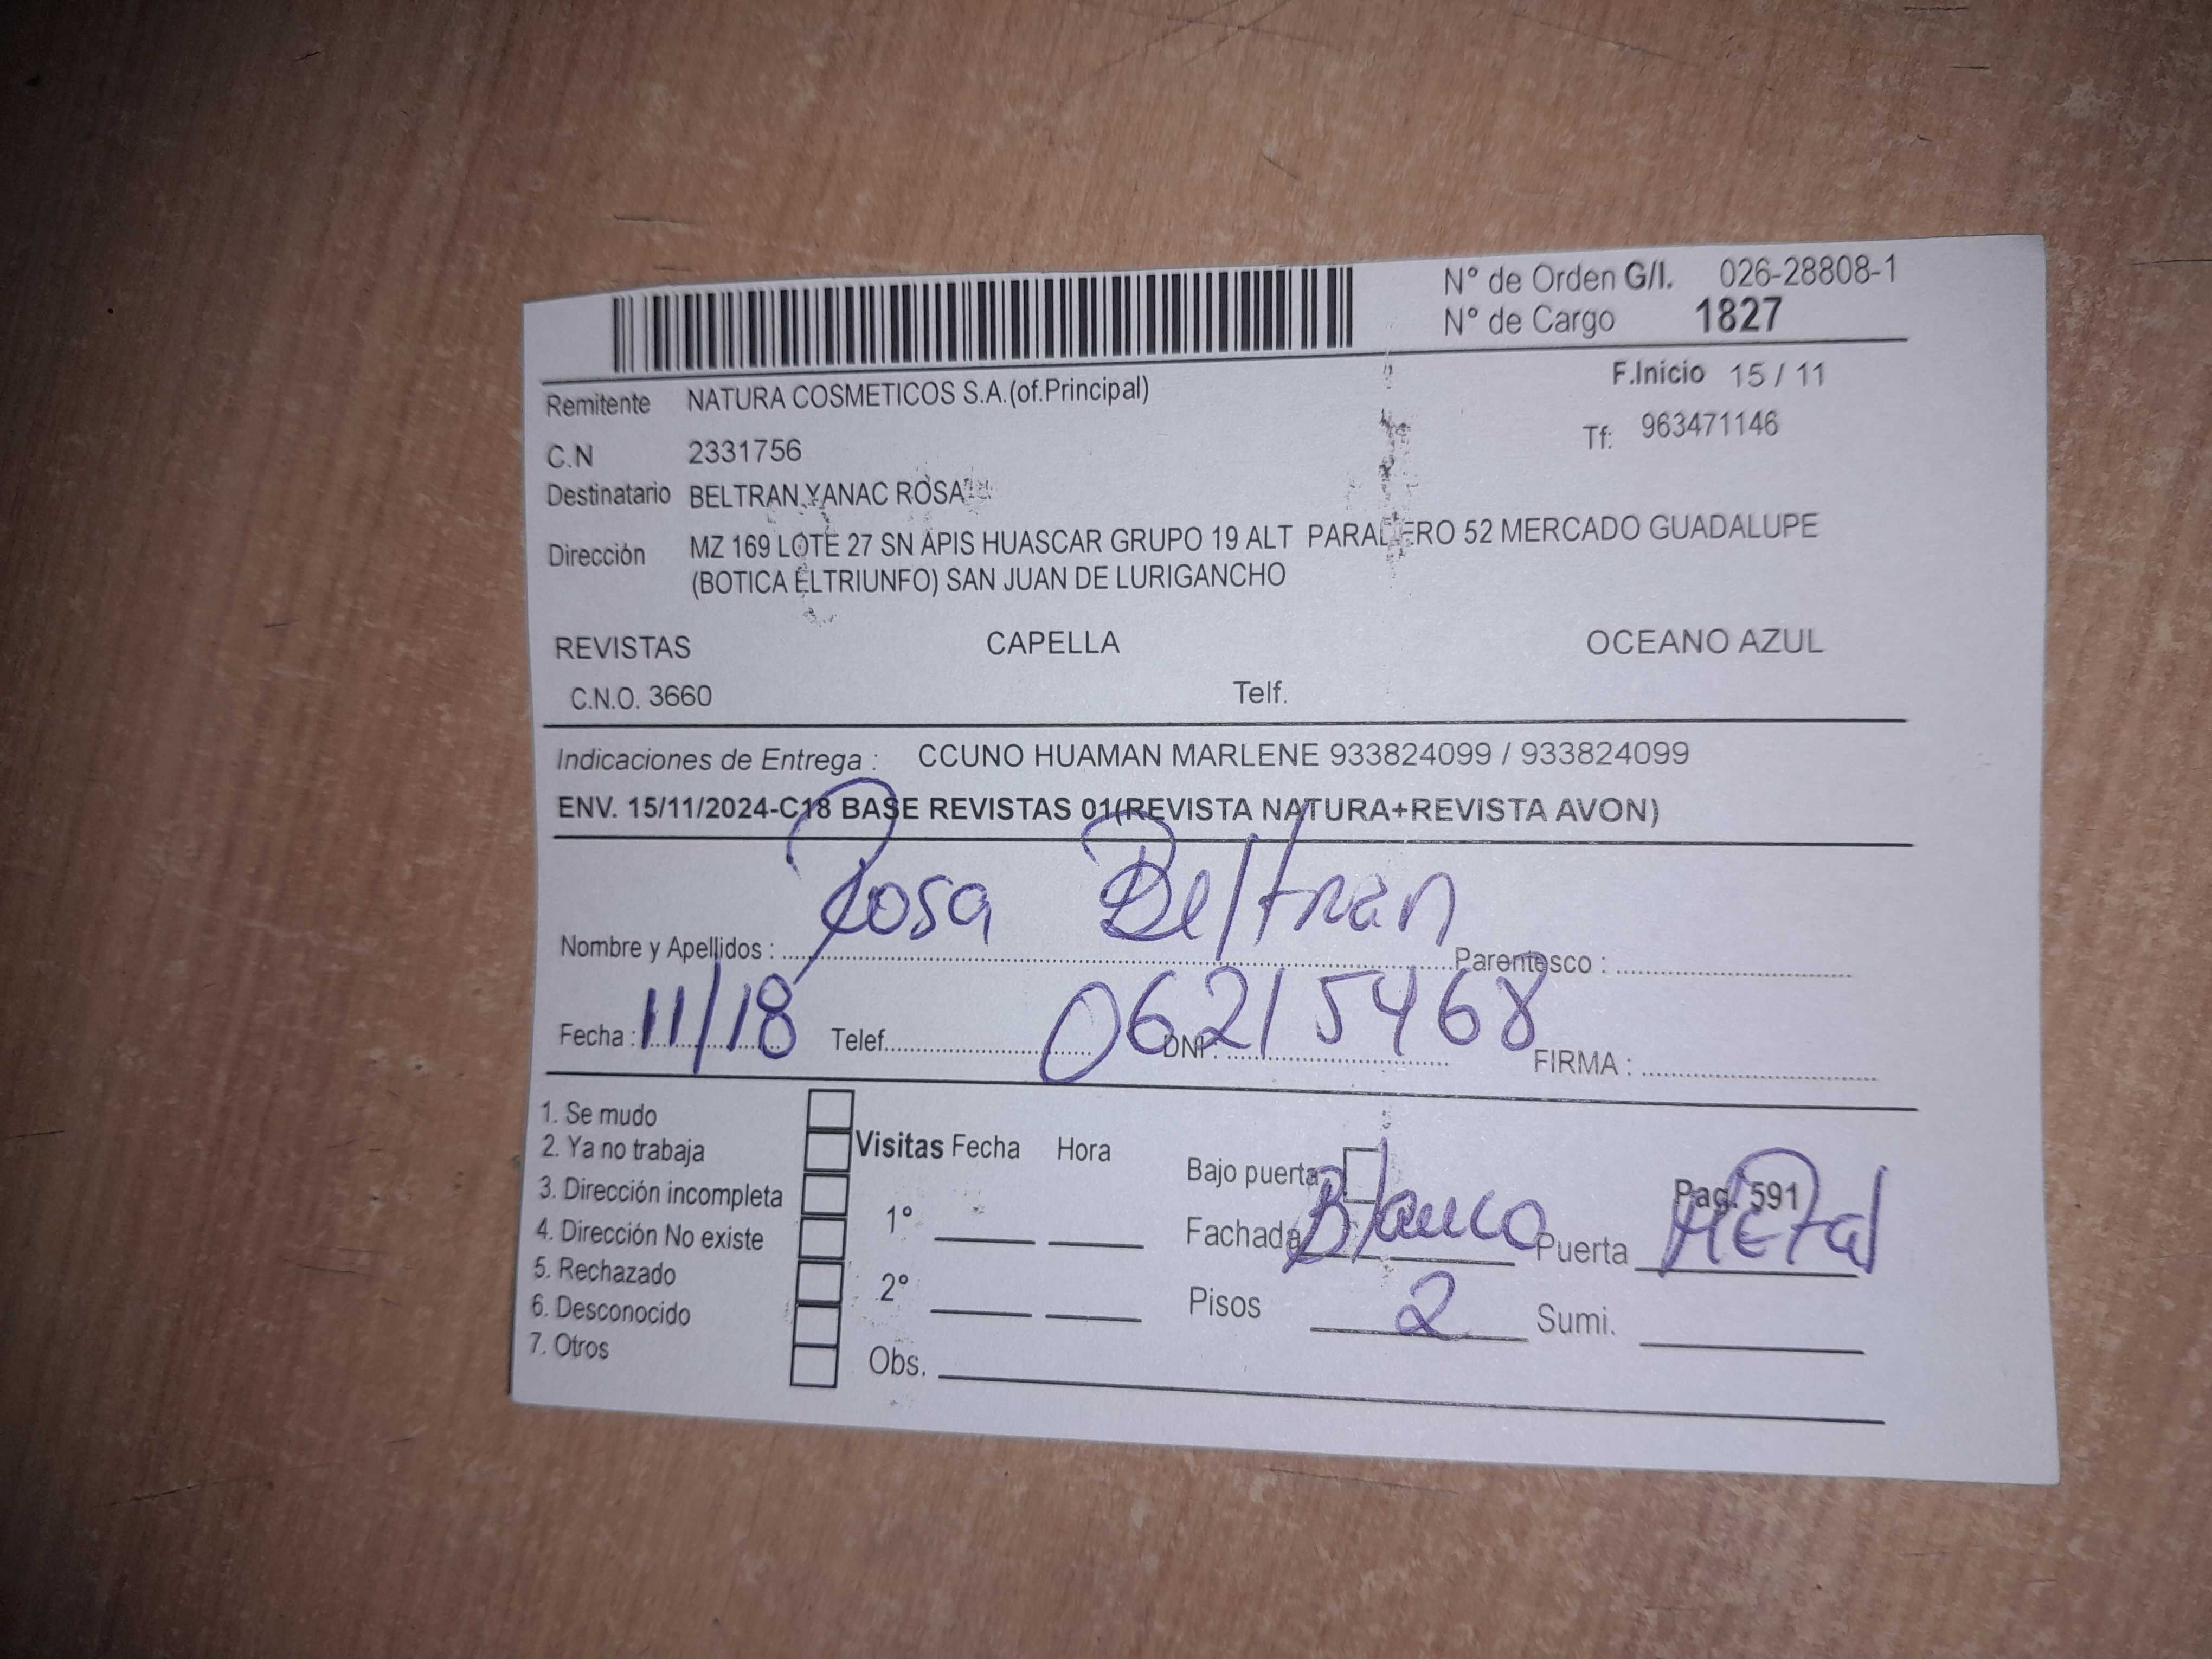 N° de Orden G/I. 026-28808-1
N° de Cargo 1827
F.Inicio 15 / 11
Remitente NATURA COSMETICOS S.A.(of.Principal)
Tf: 963471146
C.N 2331756
Destinatario BELTRAN YANAC ROSA
Dirección MZ 169 LOTE 27 SN APIS HUASCAR GRUPO 19 ALT PARADERO 52 MERCADO GUADALUPE
(BOTICA ELTRIUNFO) SAN JUAN DE LURIGANCHO
REVISTAS CAPELLA OCEANO AZUL
C.N.O. 3660 Telf.
Indicaciones de Entrega : CCUNO HUAMAN MARLENE 933824099 / 933824099
ENV. 15/11/2024-C18 BASE REVISTAS 01(REVISTA NATURA+REVISTA AVON)
Nombre y Apellidos : Rosa Beltran Parentesco :
Fecha : 11/18 Telef. DNI : 06215468 FIRMA :
1. Se mudo
2. Ya no trabaja
3. Dirección incompleta
4. Dirección No existe
5. Rechazado
6. Desconocido
7. Otros
Visitas Fecha Hora
1°
2°
Obs.
Bajo puerta Pag. 591
Fachada Blanco Puerta Metal
Pisos 2 Sumi.